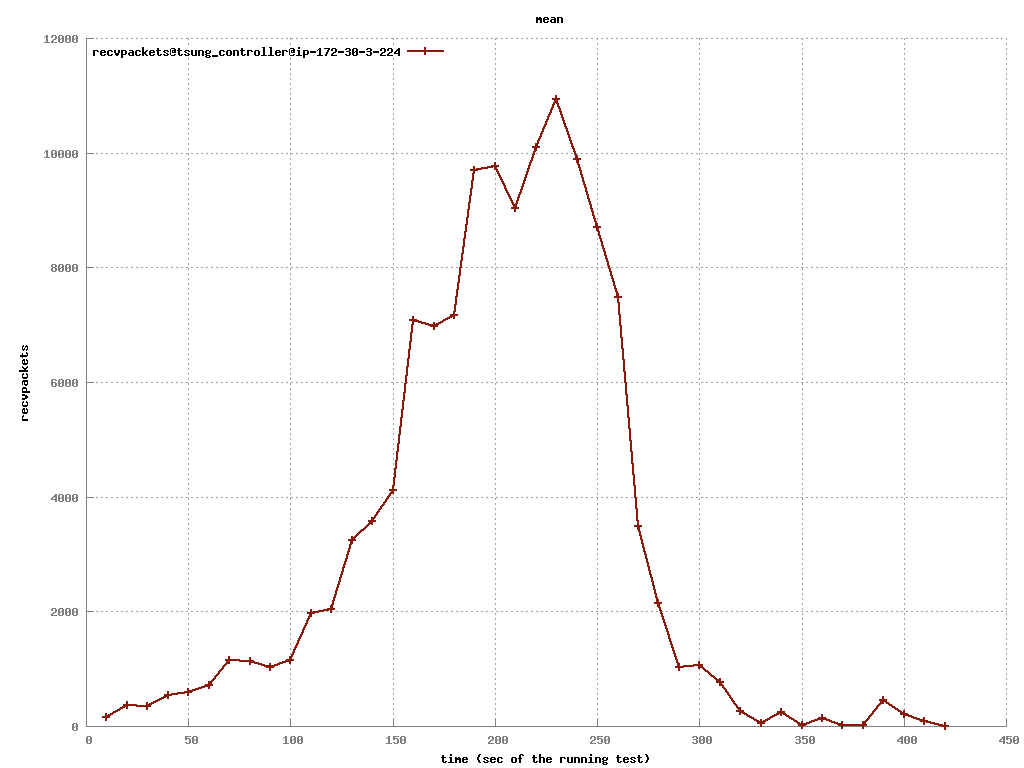 mean
12000
recvpackets@tsung_controller@ip-172-30-3-224
10000
8000
6000
4000
2000
0
recvpackets
0 50 100 150 200 250 300 350 400 450
time (sec of the running test)